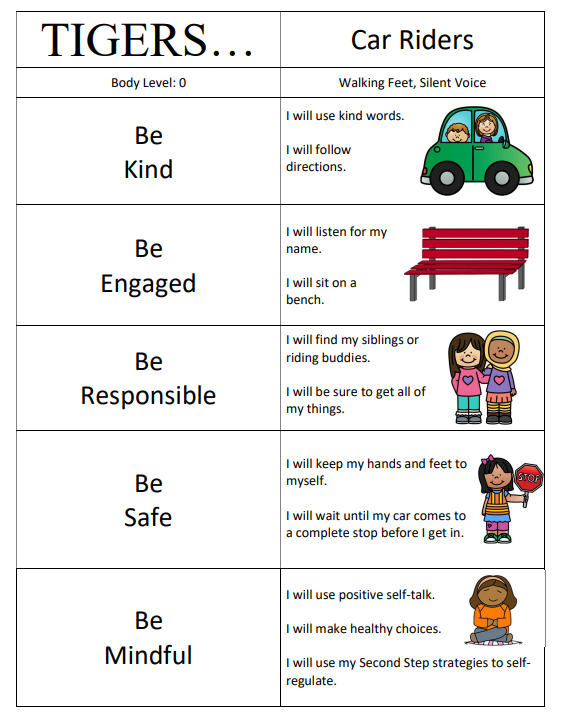 TIGERS…
Car Riders
Body Level: 0
Walking Feet, Silent Voice
Be
Kind
I will use kind words.
I will follow
directions.
Be
Engaged
I will listen for my
name.
I will sit on a
bench.
Be
Responsible
I will find my siblings or
riding buddies.
I will be sure to get all of
my things.
Be
Safe
I will keep my hands and feet to
myself.
I will wait until my car comes to
a complete stop before I get in.
STOP
Be
Mindful
I will use positive self-talk.
I will make healthy choices.
I will use my Second Step strategies to self-
regulate.